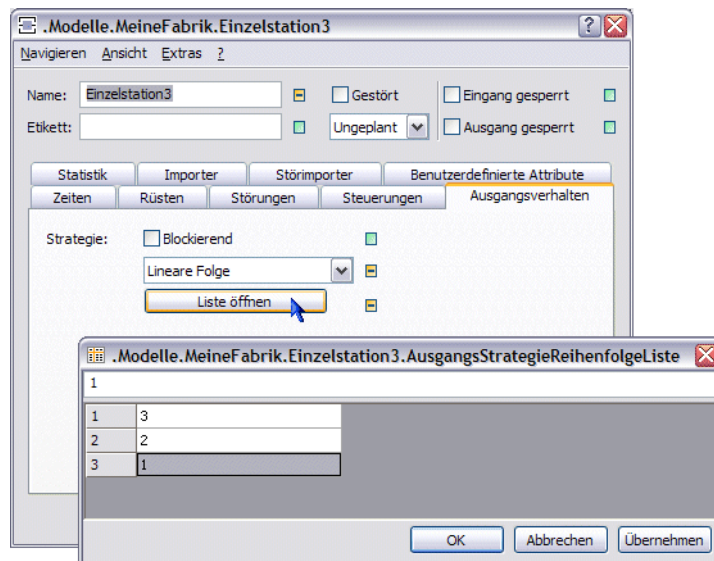 .Modelle.MeineFabrik.Einzelstation3
Navigieren Ansicht Extras ?
Name: Einzelstation3 Gestört Eingang gesperrt
Etikett: Ungeplant Ausgang gesperrt
Statistik Importer Störimporter Benutzerdefinierte Attribute
Zeiten Rüsten Störungen Steuerungen Ausgangsverhalten
Strategie: Blockierend
Lineare Folge
Liste öffnen
.Modelle.MeineFabrik.Einzelstation3.AusgangsStrategieReihenfolgeListe
1
1 3
2 2
3 1
OK Abbrechen Übernehmen